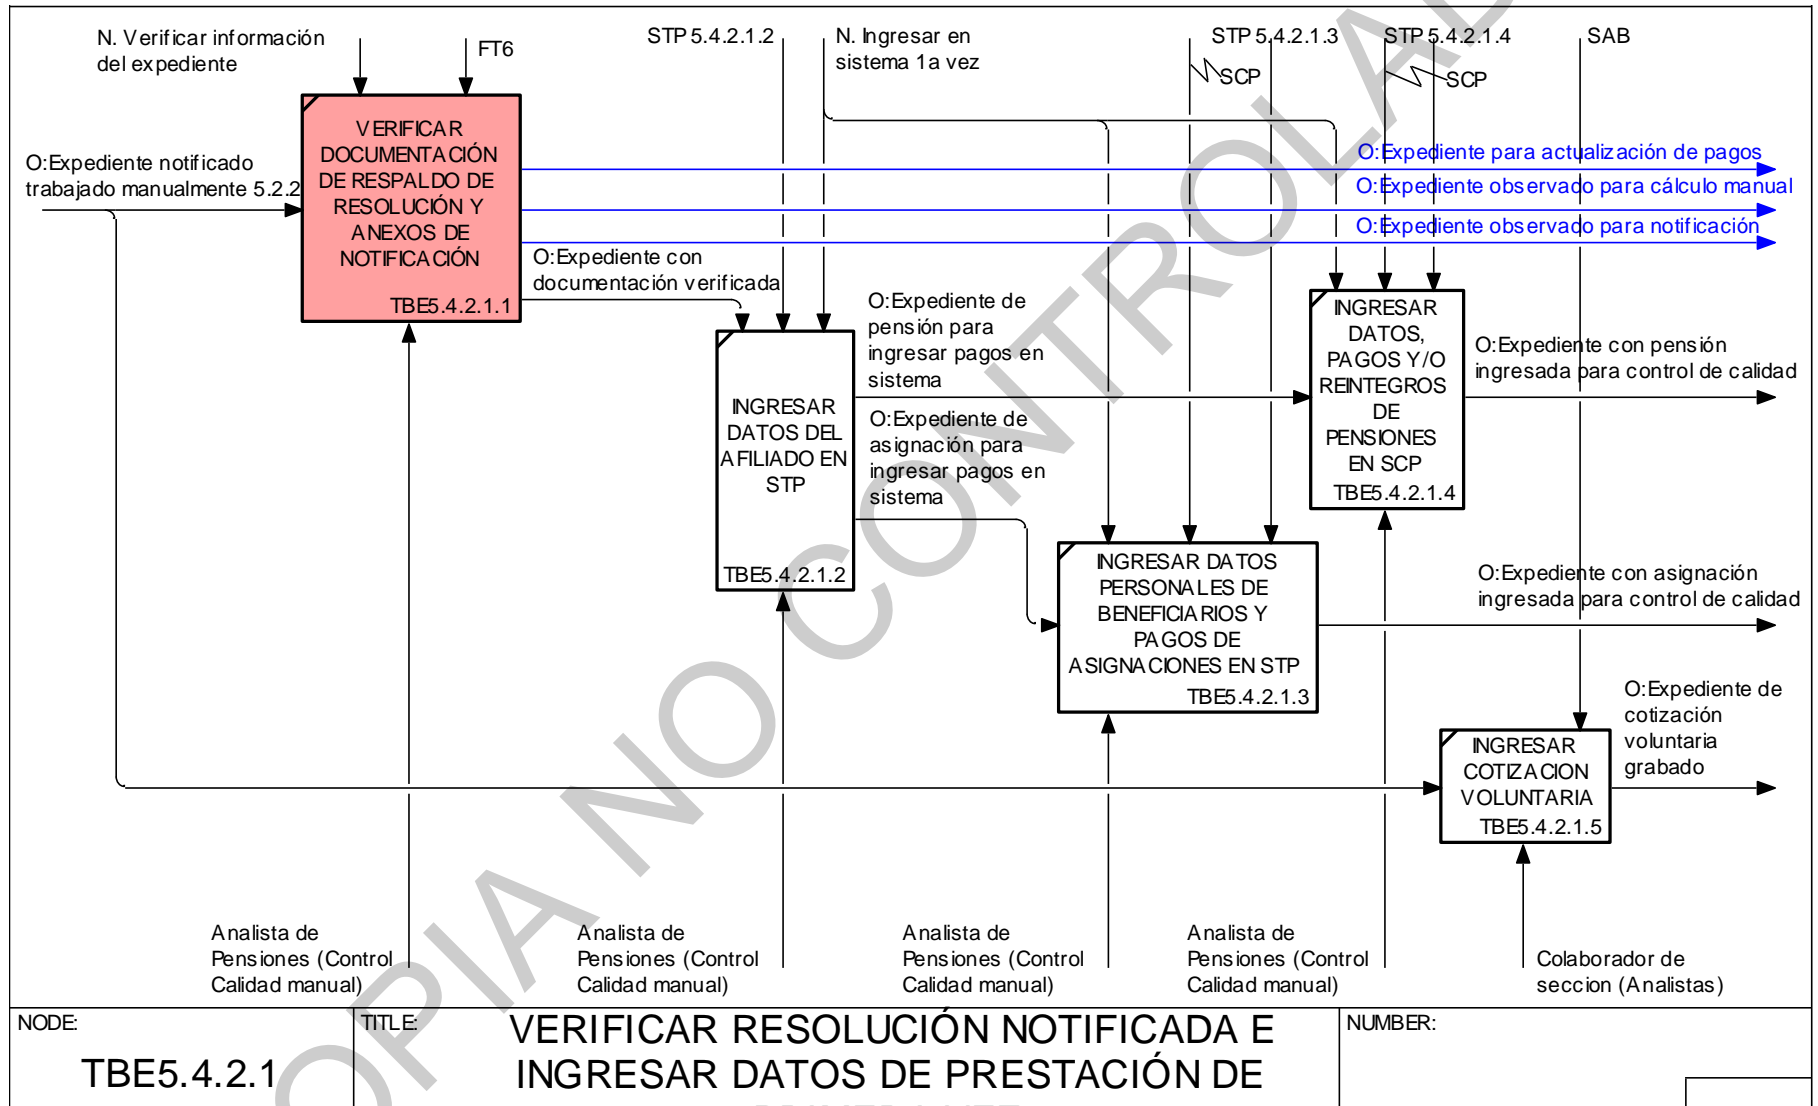 N. Verificar información
del expediente
FT6
STP 5.4.2.1.2
N. Ingresar en
sistema 1a vez
STP 5.4.2.1.3
SCP
STP 5.4.2.1.4
SCP
SAB
VERIFICAR
DOCUMENTACIÓN
DE RESPALDO DE
RESOLUCIÓN Y
ANEXOS DE
NOTIFICACIÓN
TBE5.4.2.1.1
O:Expediente notificado
trabajado manualmente 5.2.2
O:Expediente para actualización de pagos
O:Expediente observado para cálculo manual
O:Expediente observado para notificación
O:Expediente con
documentación verificada
O:Expediente de
pensión para
ingresar pagos en
sistema
O:Expediente de
asignación para
ingresar pagos en
sistema
INGRESAR
DATOS DEL
AFILIADO EN
STP
TBE5.4.2.1.2
INGRESAR
DATOS,
PAGOS Y/O
REINTEGROS
DE
PENSIONES
EN SCP
TBE5.4.2.1.4
O:Expediente con pensión
ingresada para control de calidad
INGRESAR DATOS
PERSONALES DE
BENEFICIARIOS Y
PAGOS DE
ASIGNACIONES EN STP
TBE5.4.2.1.3
O:Expediente con asignación
ingresada para control de calidad
INGRESAR
COTIZACION
VOLUNTARIA
TBE5.4.2.1.5
O:Expediente de
cotización
voluntaria
grabado
Analista de
Pensiones (Control
Calidad manual)
Analista de
Pensiones (Control
Calidad manual)
Analista de
Pensiones (Control
Calidad manual)
Analista de
Pensiones (Control
Calidad manual)
Colaborador de
seccion (Analistas)
NODE:
TBE5.4.2.1
TITLE:
VERIFICAR RESOLUCIÓN NOTIFICADA E
INGRESAR DATOS DE PRESTACIÓN DE
NUMBER:
OPIA NO CONTROLAD